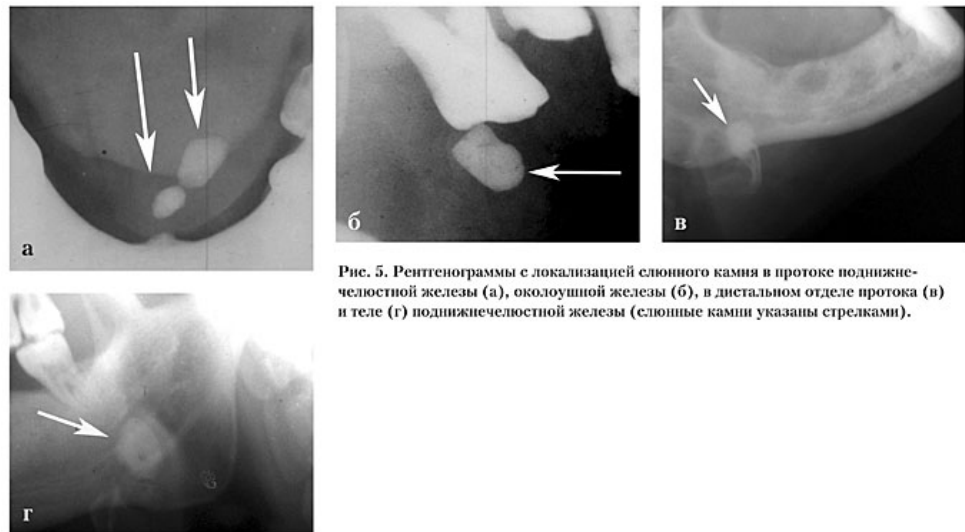 а
б
в
Рис. 5. Рентгенограммы с локализацией слюнного камня в протоке поднижне-
челюстной железы (а), околоушной железы (б), в дистальном отделе протока (в)
и теле (г) поднижнечелюстной железы (слюнные камни указаны стрелками).
г